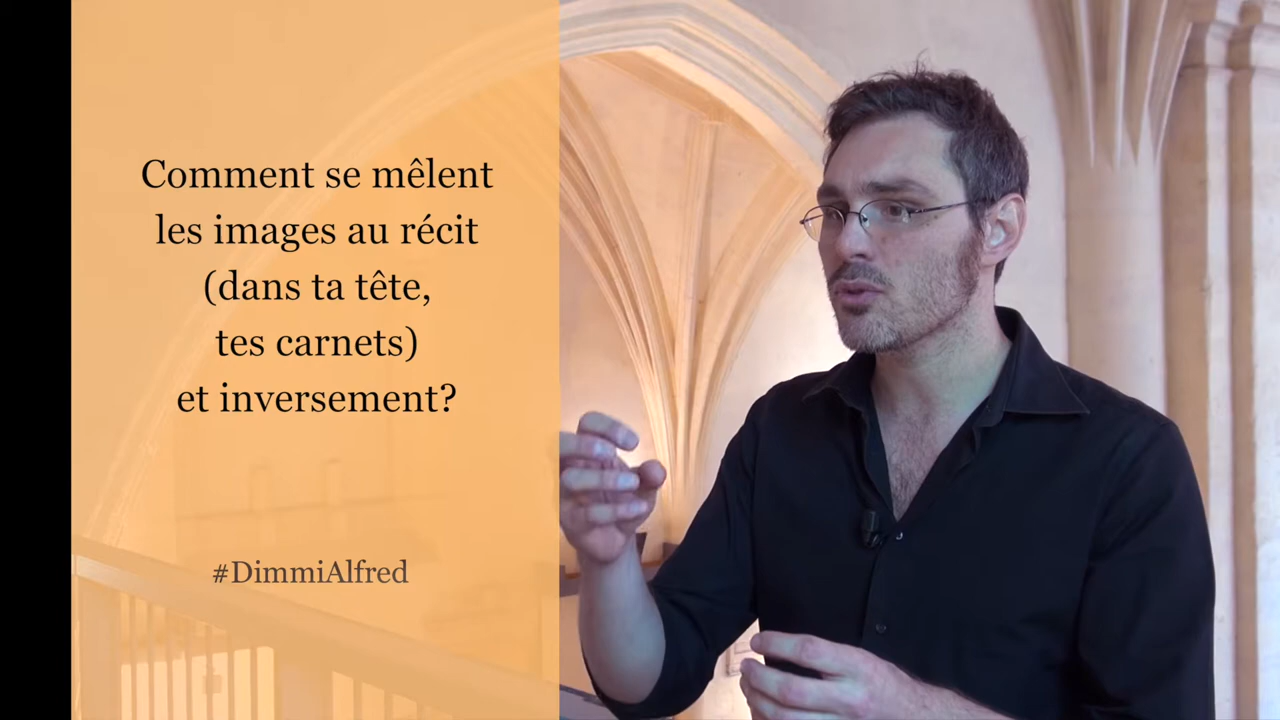 Comment se mêlent
les images au récit
(dans ta tête,
tes carnets)
et inversement?
#DimmiAlfred